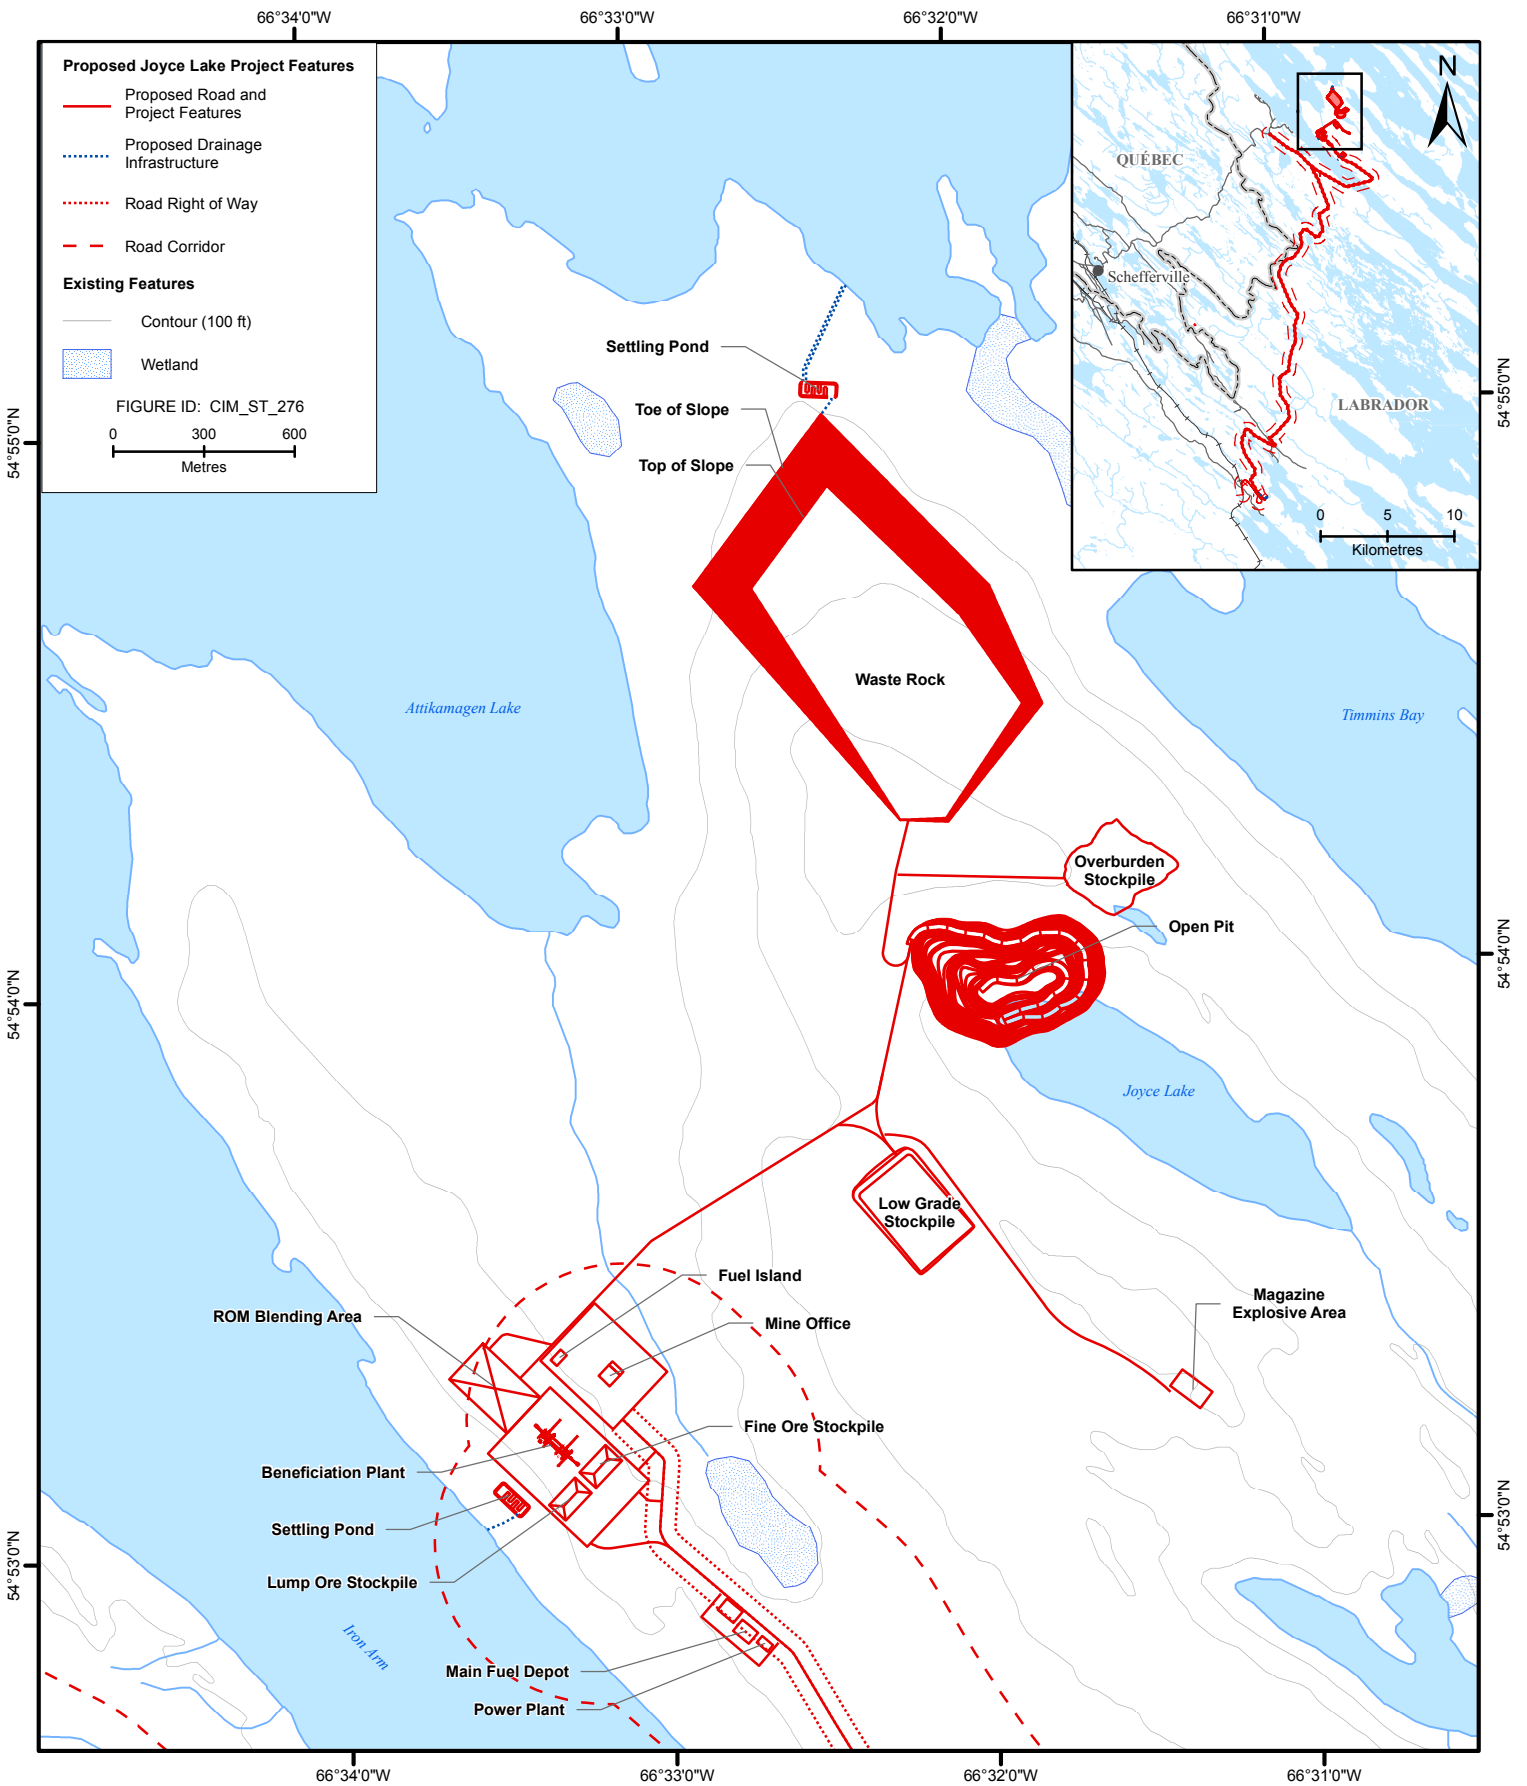 66°34'0"W
66°33'0"W
66°32'0"W
66°31'0"W
Proposed Joyce Lake Project Features
Proposed Road and
Project Features
Proposed Drainage
Infrastructure
Road Right of Way
Road Corridor
Existing Features
Contour (100 ft)
Wetland
FIGURE ID: CIM_ST_276
0 300 600
Metres
N
QUÉBEC
Schefferville
LABRADOR
0 5 10
Kilometres
54°55'0"N
54°55'0"N
Settling Pond
Toe of Slope
Top of Slope
Waste Rock
Attikamagen Lake
Timmins Bay
Overburden
Stockpile
Open Pit
54°54'0"N
54°54'0"N
Joyce Lake
Low Grade
Stockpile
Fuel Island
Magazine
Explosive Area
ROM Blending Area
Mine Office
Fine Ore Stockpile
Beneficiation Plant
Settling Pond
54°53'0"N
54°53'0"N
Lump Ore Stockpile
Iron Arm
Main Fuel Depot
Power Plant
66°34'0"W
66°33'0"W
66°32'0"W
66°31'0"W